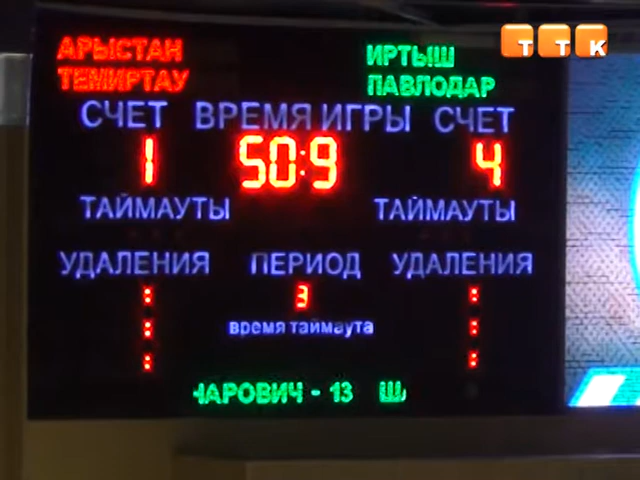 ТТК
АРЫСТАН ИРТЫШ
ТЕМИРТАУ ПАВЛОДАР
СЧЕТ ВРЕМЯ ИГРЫ СЧЕТ
1 50:9 4
ТАЙМАУТЫ ТАЙМАУТЫ
УДАЛЕНИЯ ПЕРИОД УДАЛЕНИЯ
: 3 :
: время таймаута :
: :
НАРОВИЧ - 13